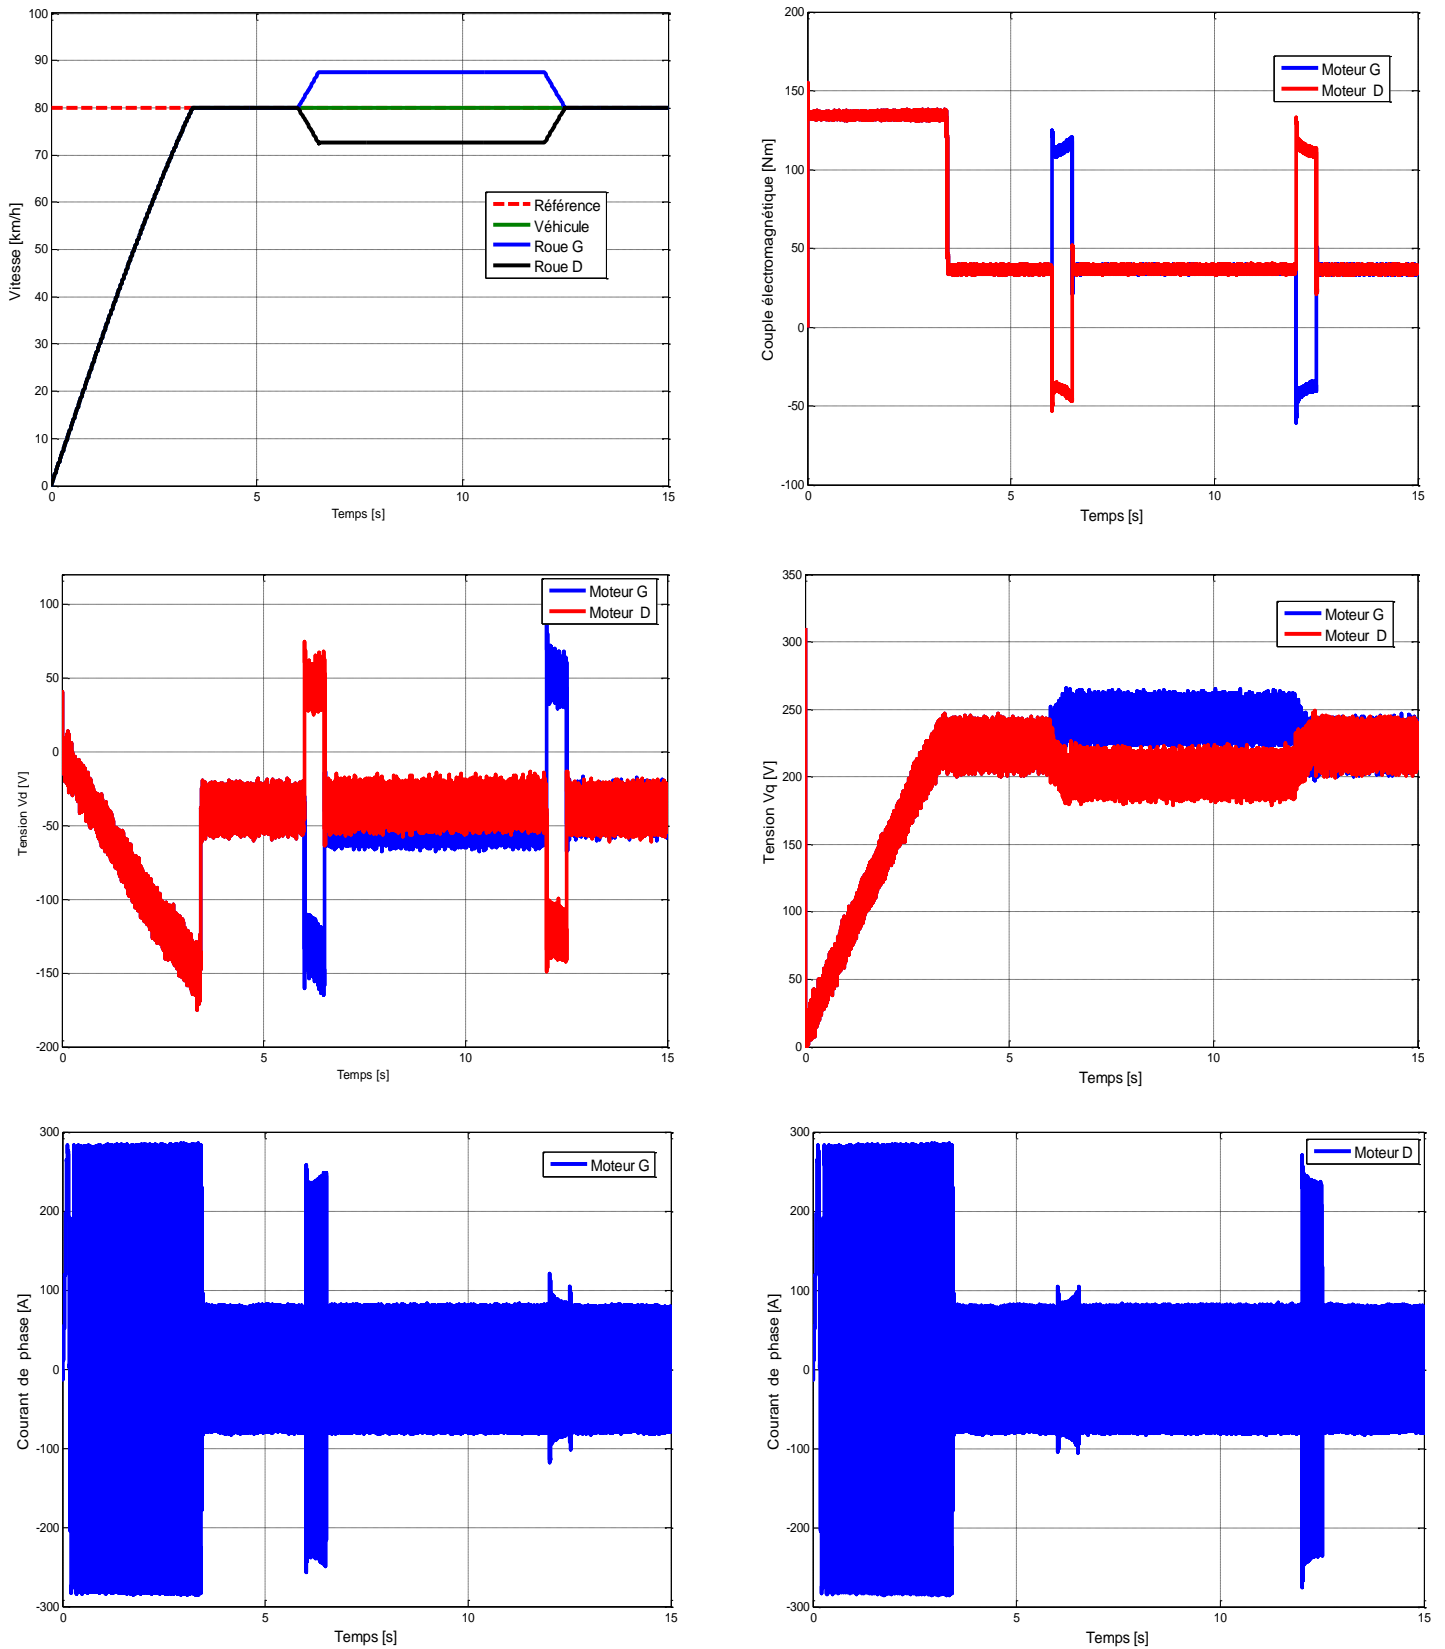 100
90
80
70
60
50
40
30
20
10
0
0
5
10
15
Vitesse [km/h]
Temps [s]
Référence
Véhicule
Roue G
Roue D
200
150
100
50
0
-50
-100
0
5
10
15
Couple électromagnétique [Nm]
Temps [s]
Moteur G
Moteur D
100
50
0
-50
-100
-150
-200
0
5
10
15
Tension Vd [V]
Temps [s]
Moteur G
Moteur D
350
300
250
200
150
100
50
0
0
5
10
15
Tension Vq [V]
Temps [s]
Moteur G
Moteur D
300
200
100
0
-100
-200
-300
0
5
10
15
Courant de phase [A]
Temps [s]
Moteur G
300
200
100
0
-100
-200
-300
0
5
10
15
Courant de phase [A]
Temps [s]
Moteur D